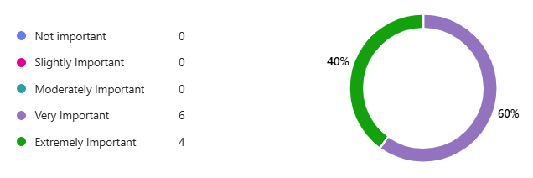 Not important 0
Slightly Important 0
Moderately Important 0
Very Important 6
Extremely Important 4
40%
60%